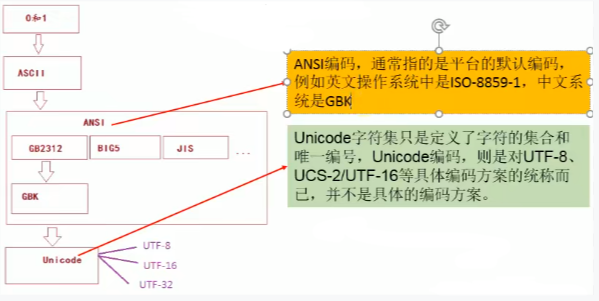 0和1
ASCII
ANSI
GB2312 BIG5 JIS ...
GBK
Unicode
UTF-8
UTF-16
UTF-32
ANSI编码，通常指的是平台的默认编码，
例如英文操作系统中是ISO-8859-1，中文系
统是GBK
Unicode字符集只是定义了字符的集合和
唯一编号，Unicode编码，则是对UTF-8、
UCS-2/UTF-16等具体编码方案的统称而
已，并不是具体的编码方案。